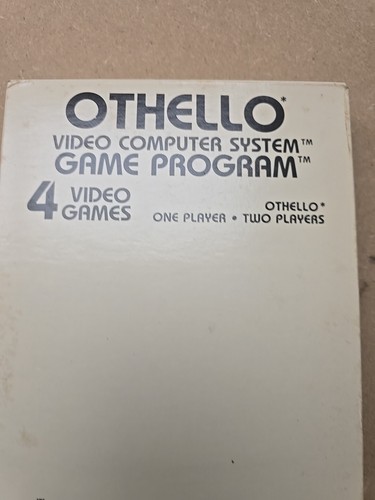 OTHELLO*
VIDEO COMPUTER SYSTEM™
GAME PROGRAM™
4 VIDEO GAMES
OTHELLO*
ONE PLAYER • TWO PLAYERS